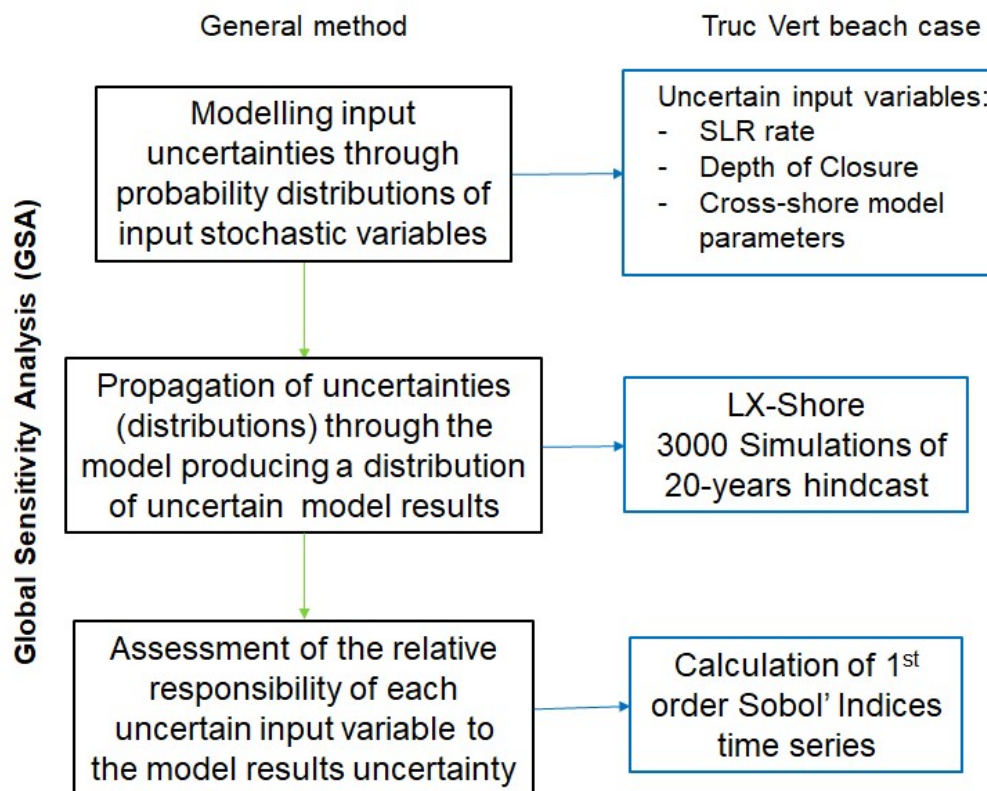 General method
Truc Vert beach case
Global Sensitivity Analysis (GSA)
Modelling input
uncertainties through
probability distributions of
input stochastic variables
Uncertain input variables:
- SLR rate
- Depth of Closure
- Cross-shore model
parameters
Propagation of uncertainties
(distributions) through the
model producing a distribution
of uncertain model results
LX-Shore
3000 Simulations of
20-years hindcast
Assessment of the relative
responsibility of each
uncertain input variable to
the model results uncertainty
Calculation of 1st
order Sobol’ Indices
time series